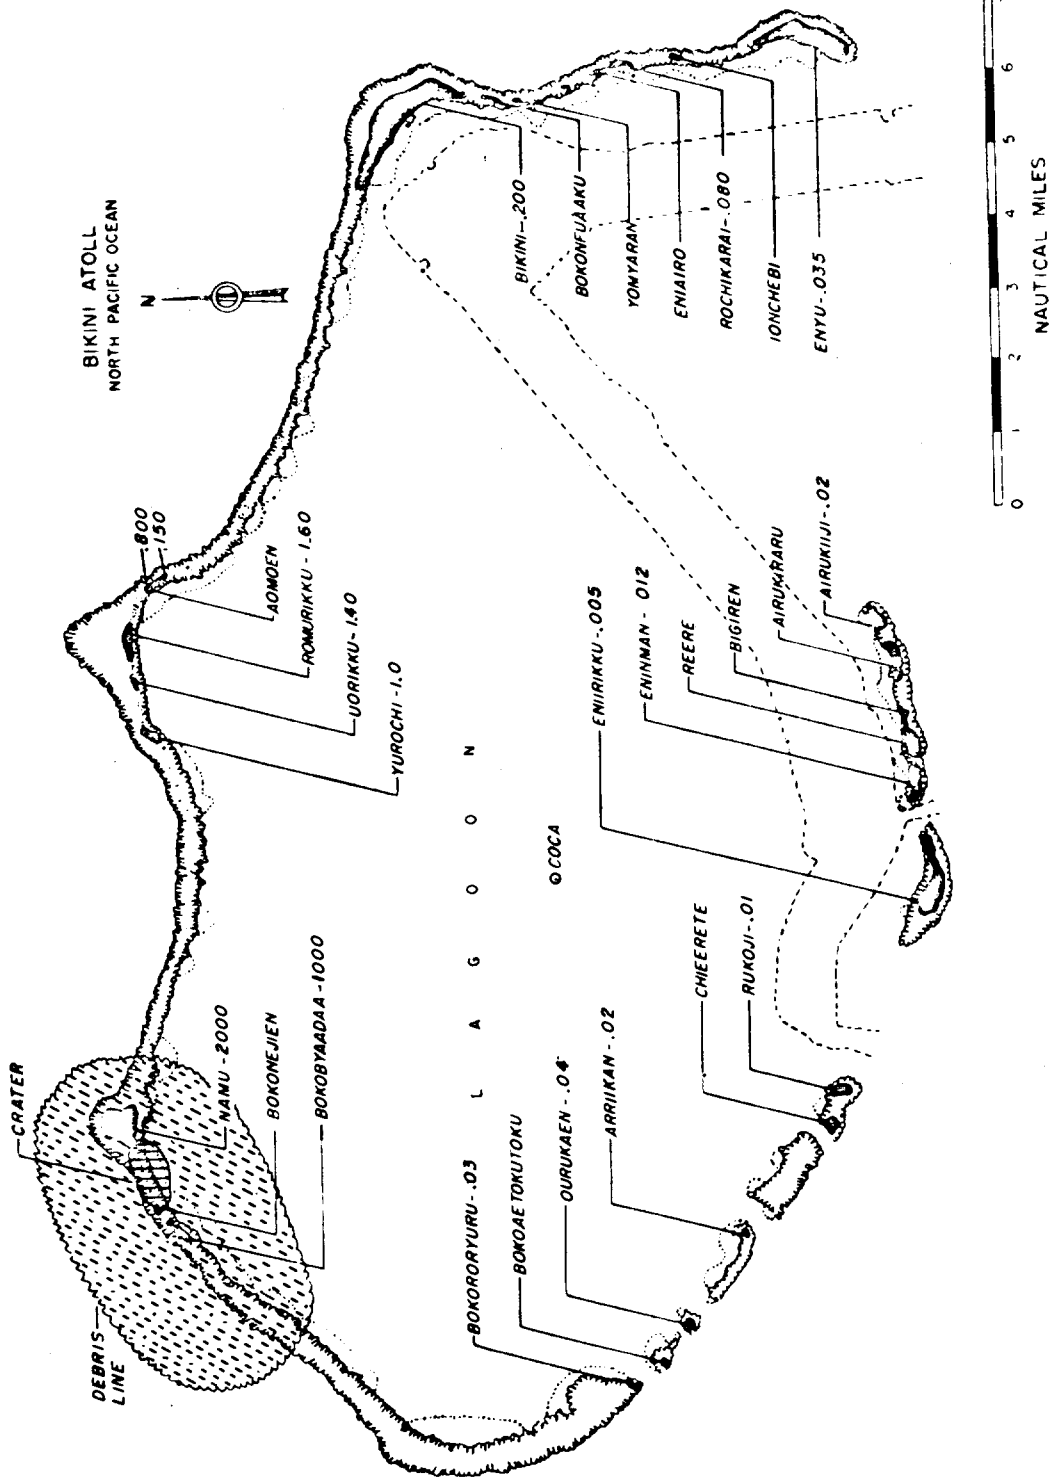 BIKINI ATOLL
NORTH PACIFIC OCEAN
N
CRATER
DEBRIS
LINE
NAMU -2000
BOKONEJIEN
BOKOBYAADAA -1000
YUROCHI -1.0
UORIKKU -1.40
ROMURIKKU - 1.60
AOMOEN
.800
.150
BIKINI -.200
BOKONFUAAKU
YOMYARAN
ENIAIRO
ROCHIKARAI -.080
IONCHEBI
ENYU -.035
L A G O O N
COCA
BOKORORYURU -.03
BOKOAETOKUTOKU
OURUKAEN -.04
ARRIIKAN -.02
CHIEERETE
RUKOJI -.01
ENIIRIKKU -.005
ENINMAN - 012
REERE
BIGIREN
AIRUKIRARU
AIRUKIIJI -.02
0 1 2 3 4 5 6
NAUTICAL MILES